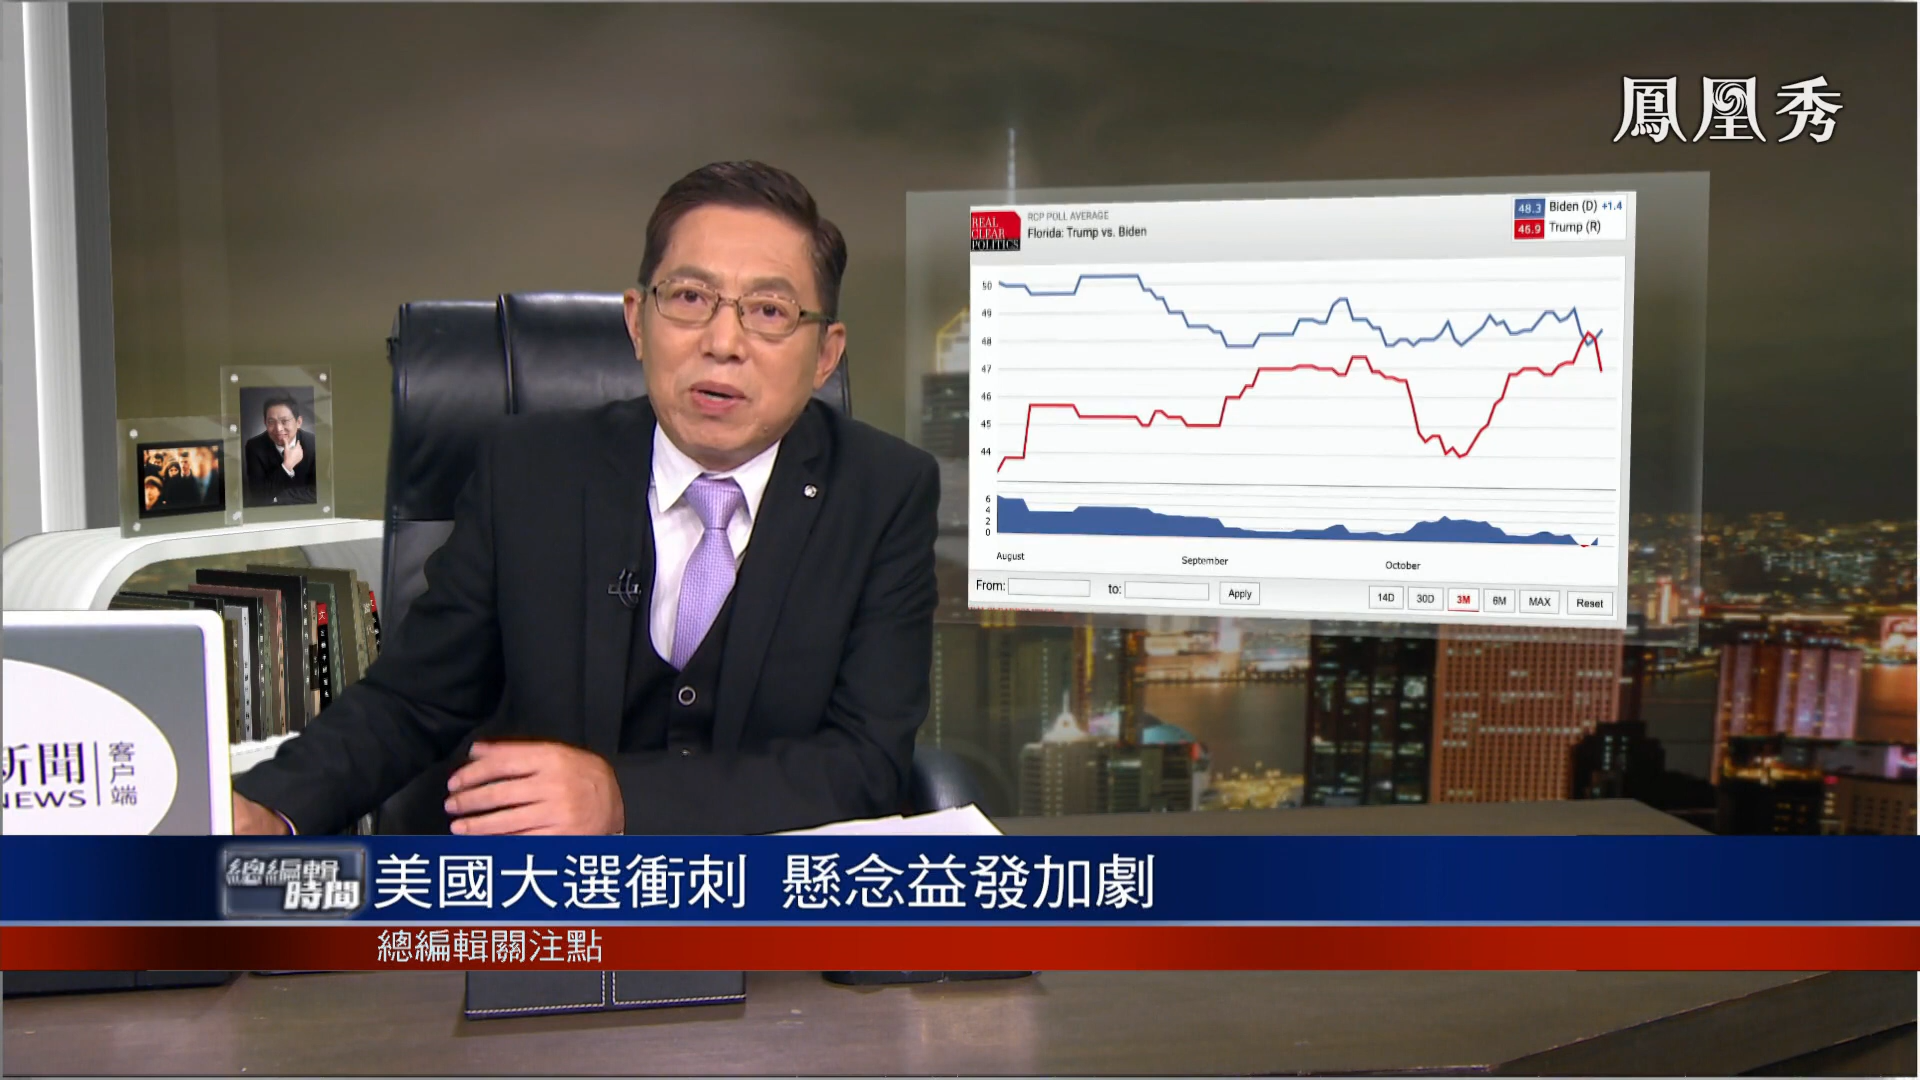 鳳凰秀
REAL
CLEAR
POLITICS
RCP POLL AVERAGE
Florida: Trump vs. Biden
48.3 Biden (D) +1.4
46.9 Trump (R)
50
49
48
47
46
45
44
6
4
2
0
August September October
From: to: Apply 14D 30D 3M 6M MAX Reset
新聞 客户端
NEWS
總編輯
時間
美國大選衝刺 懸念益發加劇
總編輯關注點